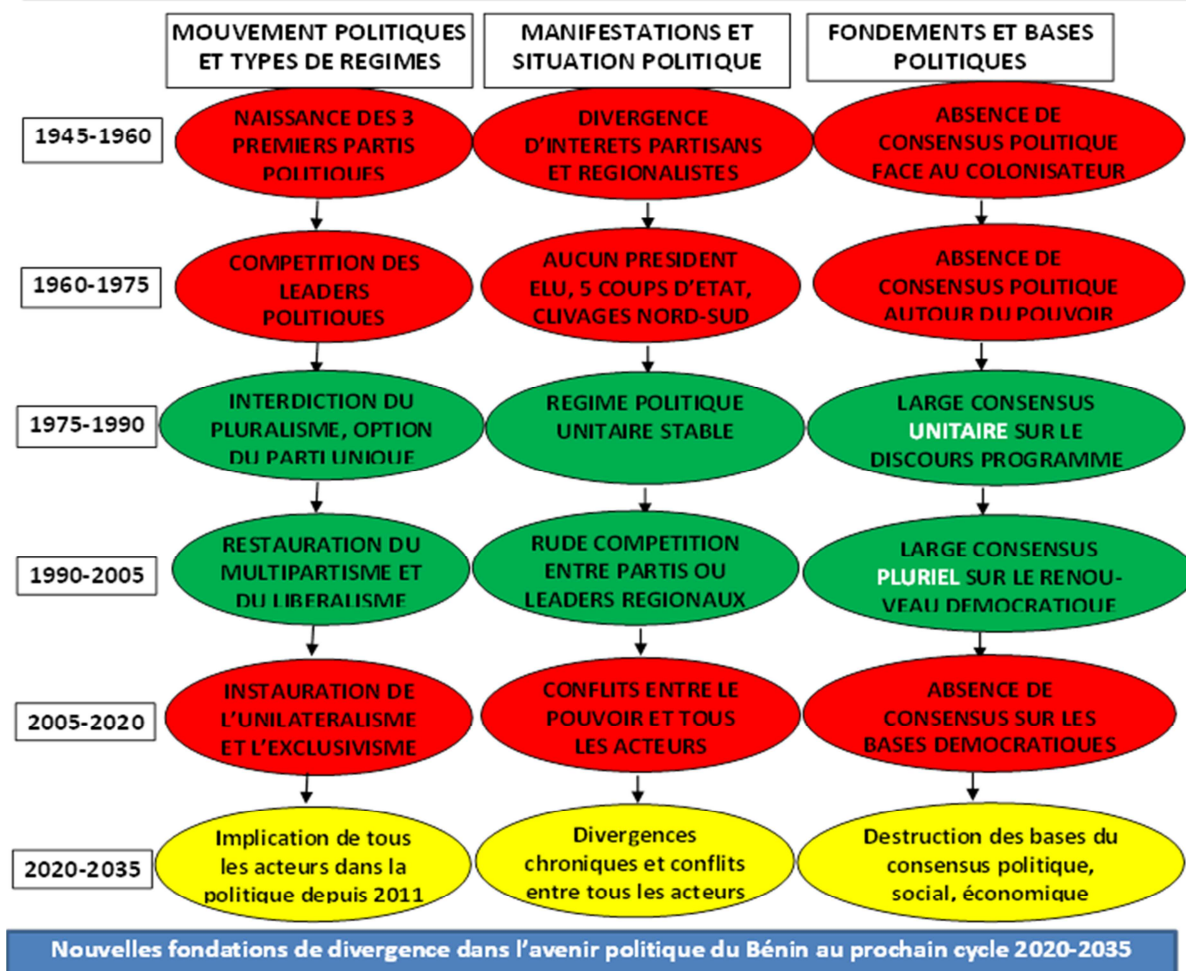 MOUVEMENT POLITIQUES
ET TYPES DE REGIMES
MANIFESTATIONS ET
SITUATION POLITIQUE
FONDEMENTS ET BASES
POLITIQUES
1945-1960
NAISSANCE DES 3
PREMIERS PARTIS
POLITIQUES
DIVERGENCE
D'INTERETS PARTISANS
ET REGIONALISTES
ABSENCE DE
CONSENSUS POLITIQUE
FACE AU COLONISATEUR
1960-1975
COMPETITION DES
LEADERS
POLITIQUES
AUCUN PRESIDENT
ELU, 5 COUPS D'ETAT,
CLIVAGES NORD-SUD
ABSENCE DE
CONSENSUS POLITIQUE
AUTOUR DU POUVOIR
1975-1990
INTERDICTION DU
PLURALISME, OPTION
DU PARTI UNIQUE
REGIME POLITIQUE
UNITAIRE STABLE
LARGE CONSENSUS
UNITAIRE SUR LE
DISCOURS PROGRAMME
1990-2005
RESTAURATION DU
MULTIPARTISME ET
DU LIBERALISME
RUDE COMPETITION
ENTRE PARTIS OU
LEADERS REGIONAUX
LARGE CONSENSUS
PLURIEL SUR LE RENOU-
VEAU DEMOCRATIQUE
2005-2020
INSTAURATION DE
L'UNILATERALISME
ET L'EXCLUSIVISME
CONFLITS ENTRE LE
POUVOIR ET TOUS
LES ACTEURS
ABSENCE DE
CONSENSUS SUR LES
BASES DEMOCRATIQUES
2020-2035
Implication de tous
les acteurs dans la
politique depuis 2011
Divergences
chroniques et conflits
entre tous les acteurs
Destruction des bases du
consensus politique,
social, économique
Nouvelles fondations de divergence dans l'avenir politique du Bénin au prochain cycle 2020-2035